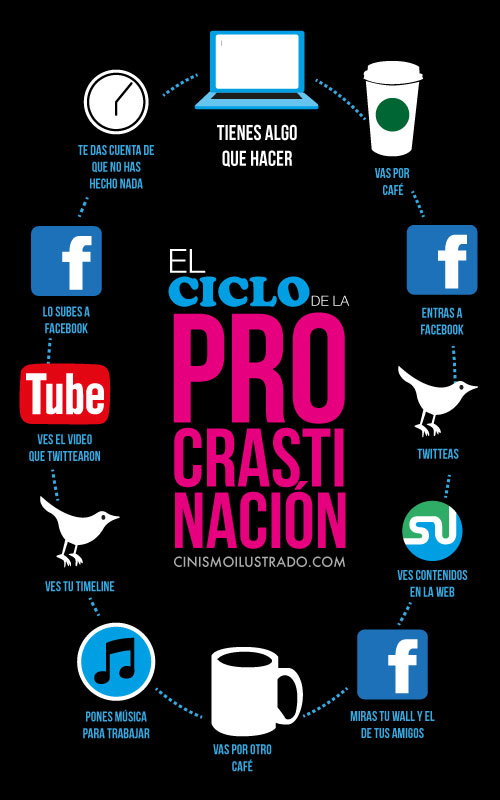 TIENES ALGO
QUE HACER
VAS POR
CAFÉ
f
ENTRAS A
FACEBOOK
TWITTEAS
SU
VES CONTENIDOS
EN LA WEB
f
MIRAS TU WALL Y EL
DE TUS AMIGOS
VAS POR OTRO
CAFÉ
PONES MÚSICA
PARA TRABAJAR
VES TU TIMELINE
Tube
VES EL VIDEO
QUE TWITTEARON
f
LO SUBES A
FACEBOOK
TE DAS CUENTA DE
QUE NO HAS
HECHO NADA
EL
CICLO DE LA
PRO
CRASTI
NACIÓN
CINISMOILUSTRADO.COM